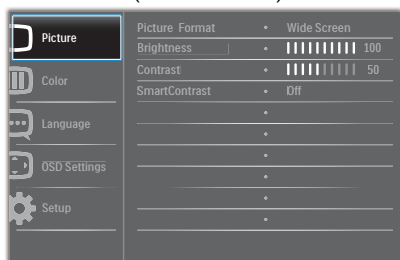 Picture
Color
Language
OSD Settings
Setup
Picture Format Wide Screen
Brightness 100
Contrast 50
SmartContrast Off